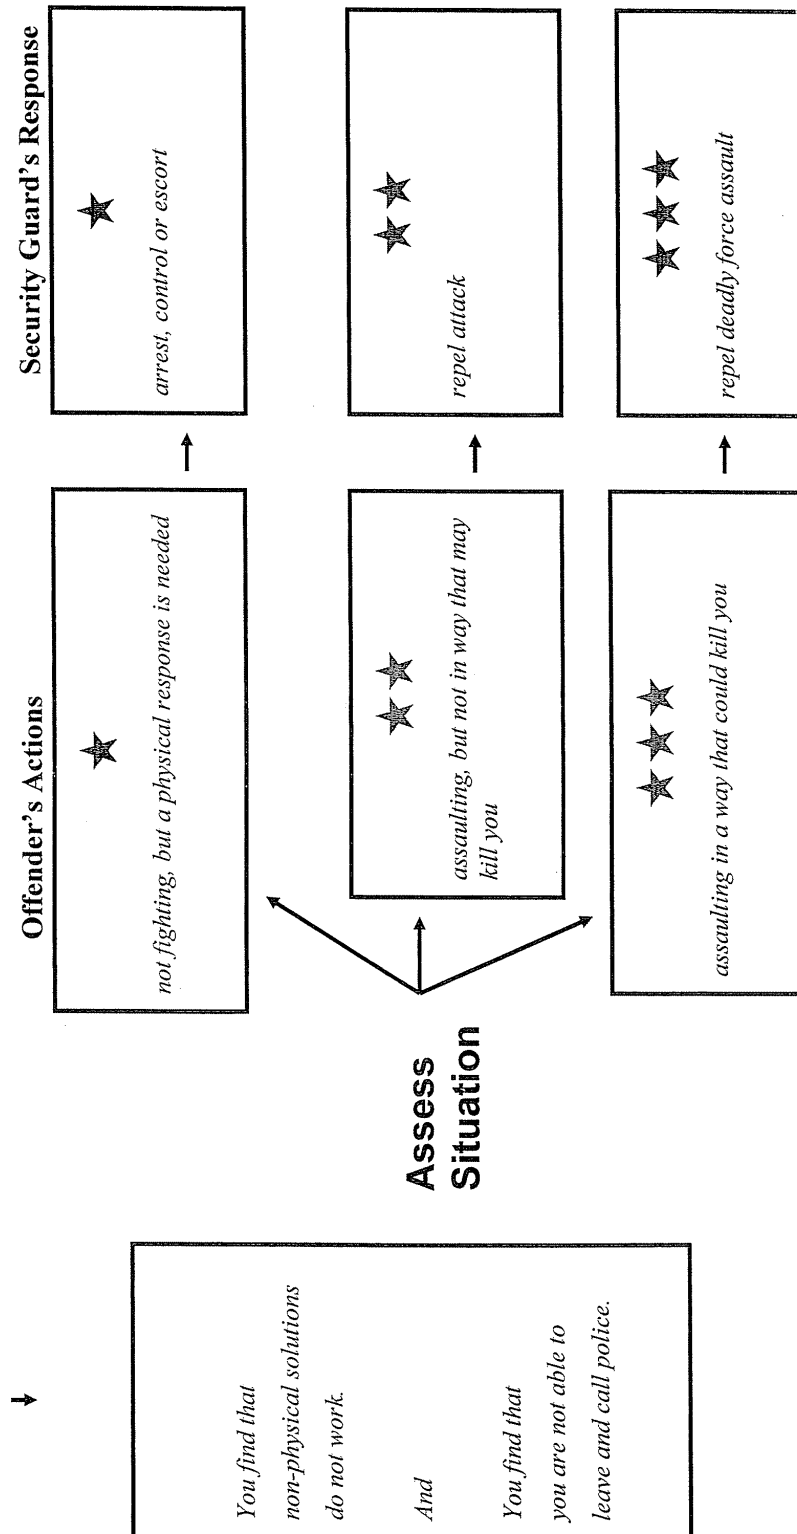 You find that
non-physical solutions
do not work.
And
You find that
you are not able to
leave and call police.
Assess
Situation
Offender's Actions
not fighting, but a physical response is needed
assaulting, but not in way that may
kill you
assaulting in a way that could kill you
Security Guard's Response
arrest, control or escort
repel attack
repel deadly force assault